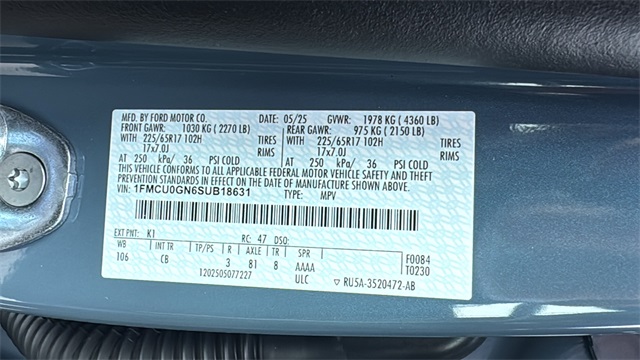 MFD. BY FORD MOTOR CO. DATE: 05/25 GVWR: 1978 KG ( 4360 LB)
FRONT GAWR: 1030 KG ( 2270 LB) REAR GAWR: 975 KG ( 2150 LB)
WITH 225/65R17 102H TIRES WITH 225/65R17 102H TIRES
17x7.0J RIMS 17x7.0J RIMS
AT 250 kPa/ 36 PSI COLD AT 250 kPa/ 36 PSI COLD
THIS VEHICLE CONFORMS TO ALL APPLICABLE FEDERAL MOTOR VEHICLE SAFETY
AND THEFT PREVENTION STANDARDS IN EFFECT ON THE DATE OF MANUFACTURE SHOWN ABOVE.
VIN: 1FMCU0GN6SUB18631 TYPE: MPV
EXT PNT: K1 RC: 47 DSO:
WB INT TR TP/PS R AXLE TR SPR F0084
106 CB 3 81 8 AAAA T0230
1202505077227 ULC RU5A-3520472-AB